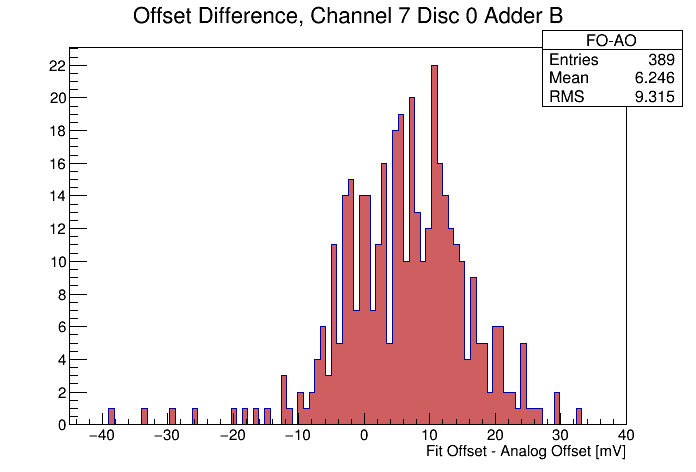 Offset Difference, Channel 7 Disc 0 Adder B
FO-AO
Entries 389
Mean 6.246
RMS 9.315
22
20
18
16
14
12
10
8
6
4
2
0
−40 −30 −20 −10 0 10 20 30 40
Fit Offset - Analog Offset [mV]